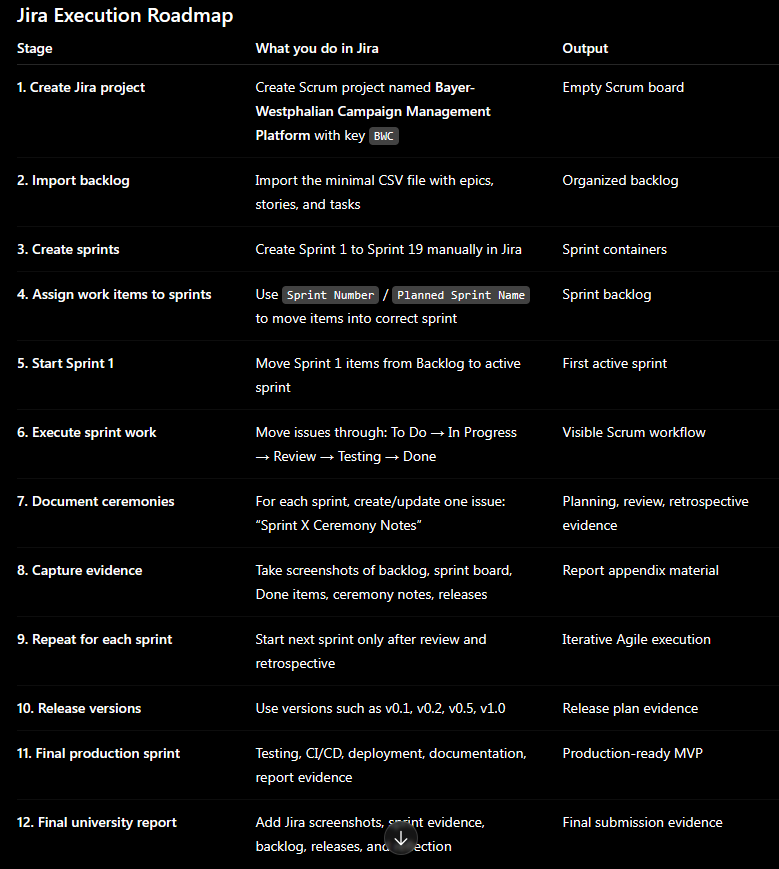 Jira Execution Roadmap
Stage What you do in Jira Output
1. Create Jira project Create Scrum project named Bayer- Empty Scrum board
Westphalian Campaign Management
Platform with key BWC
2. Import backlog Import the minimal CSV file with epics, Organized backlog
stories, and tasks
3. Create sprints Create Sprint 1 to Sprint 19 manually in Jira Sprint containers
4. Assign work items to sprints Use Sprint Number / Planned Sprint Name Sprint backlog
to move items into correct sprint
5. Start Sprint 1 Move Sprint 1 items from Backlog to active First active sprint
sprint
6. Execute sprint work Move issues through: To Do → In Progress Visible Scrum workflow
→ Review → Testing → Done
7. Document ceremonies For each sprint, create/update one issue: Planning, review, retrospective
“Sprint X Ceremony Notes” evidence
8. Capture evidence Take screenshots of backlog, sprint board, Report appendix material
Done items, ceremony notes, releases
9. Repeat for each sprint Start next sprint only after review and Iterative Agile execution
retrospective
10. Release versions Use versions such as v0.1, v0.2, v0.5, v1.0 Release plan evidence
11. Final production sprint Testing, CI/CD, deployment, documentation, Production-ready MVP
report evidence
12. Final university report Add Jira screenshots, sprint evidence, Final submission evidence
backlog, releases, and